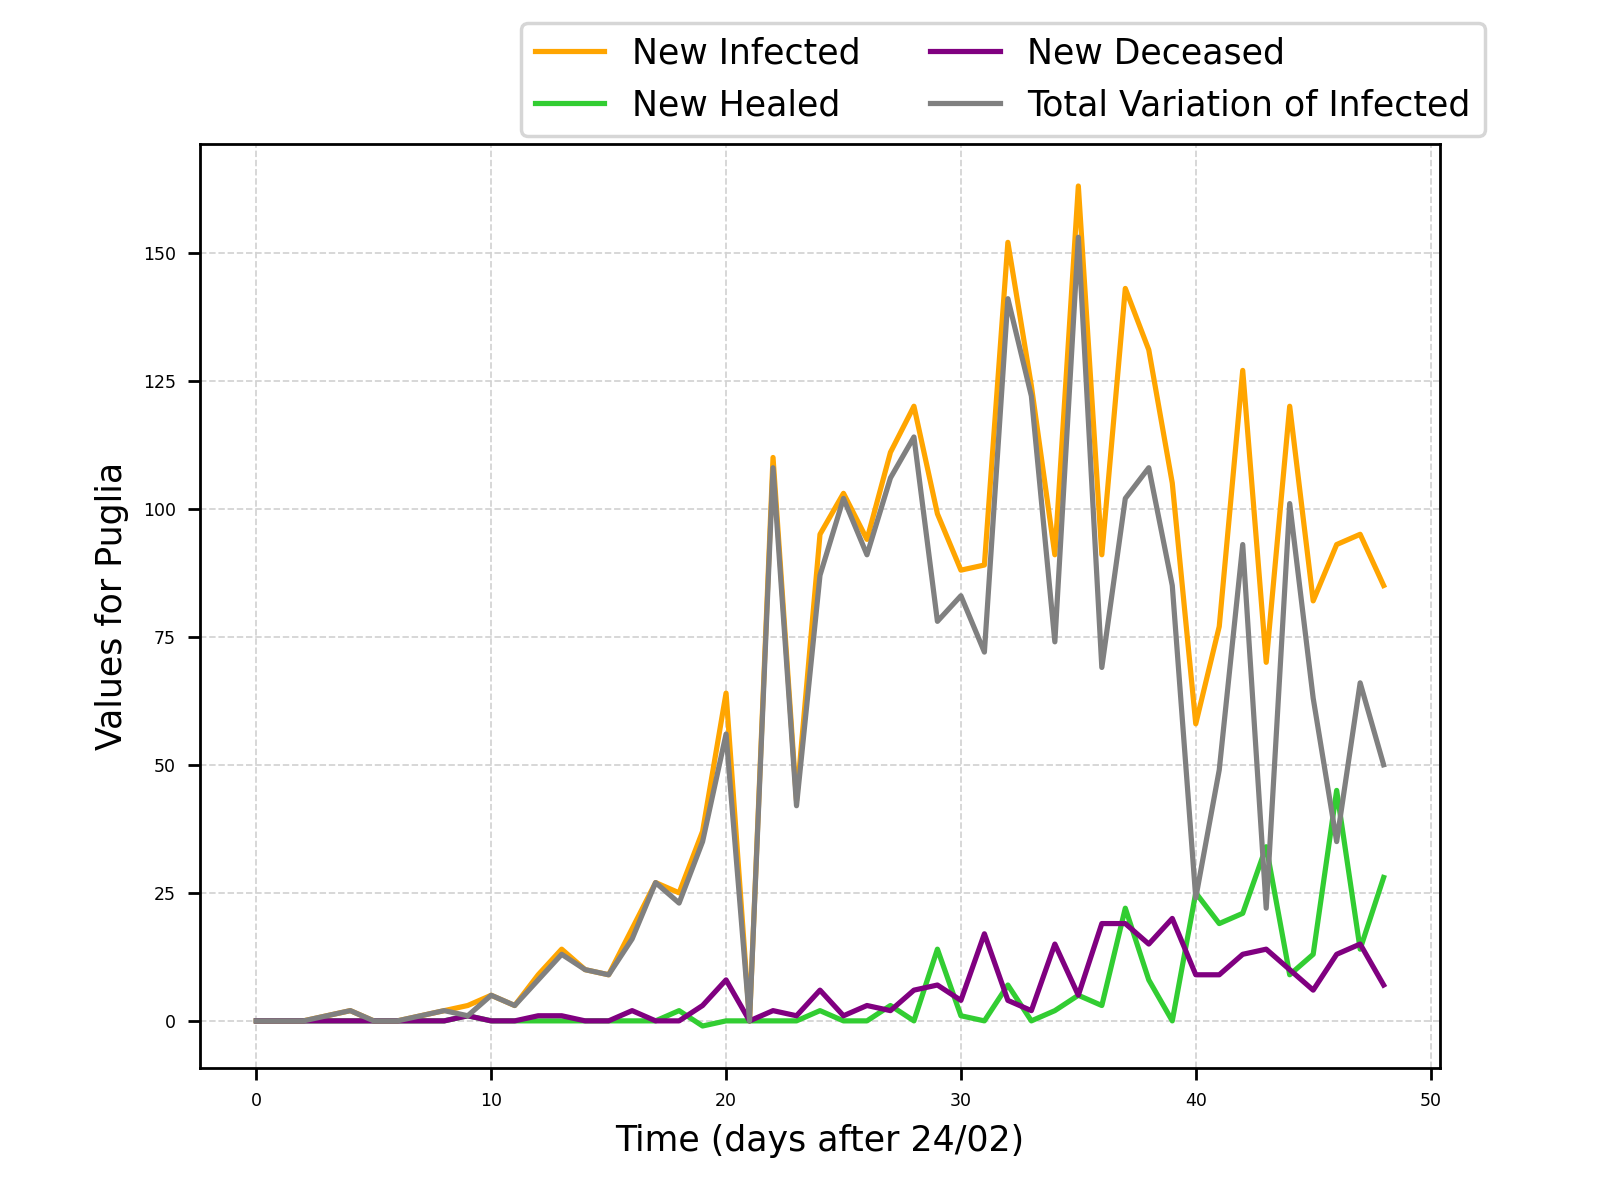 New Infected
New Healed
New Deceased
Total Variation of Infected
150
125
100
75
50
25
0
Values for Puglia
0 10 20 30 40 50
Time (days after 24/02)